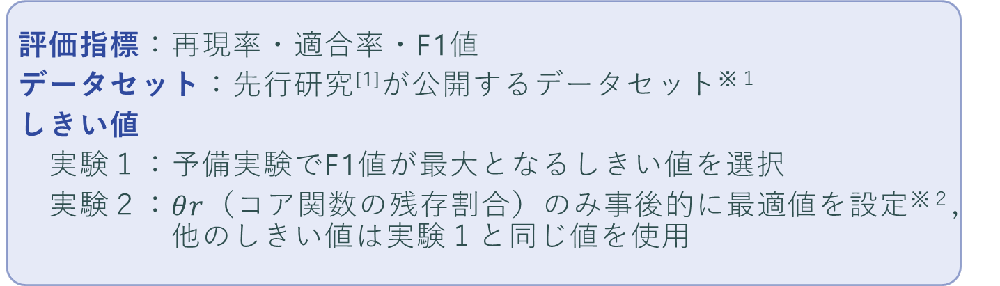 評価指標：再現率・適合率・F1値
データセット：先行研究[1]が公開するデータセット※1
しきい値
実験1：予備実験でF1値が最大となるしきい値を選択
実験2：θr（コア関数の残存割合）のみ事後的に最適値を設定※2,
他のしきい値は実験1と同じ値を使用